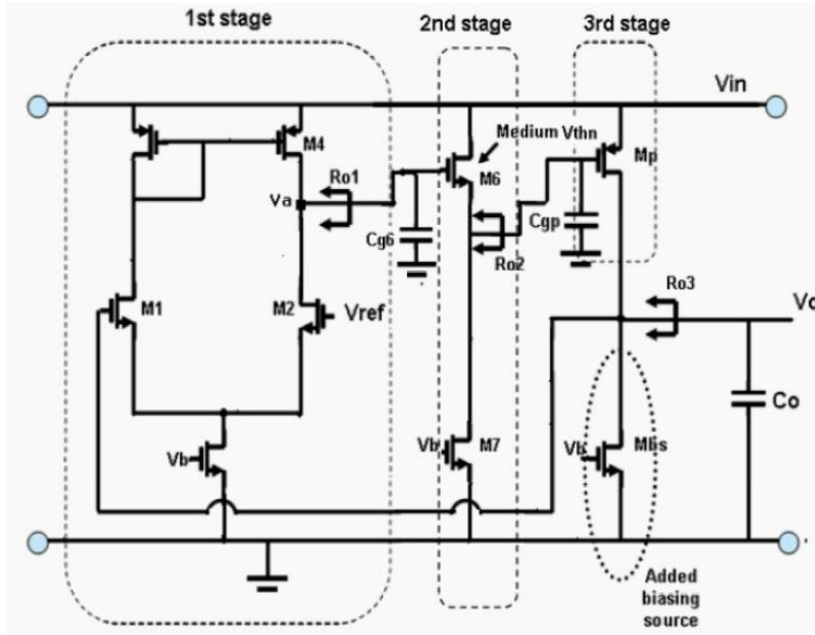 1st stage
2nd stage
3rd stage
Vin
Medium Vthn
M4
Ro1
M6
Mp
Va
Cg6
Cgp
Ro2
Ro3
M1
M2
Vref
Vo
Co
Vb
Vb
M7
Vb
Mbs
Added
biasing
source